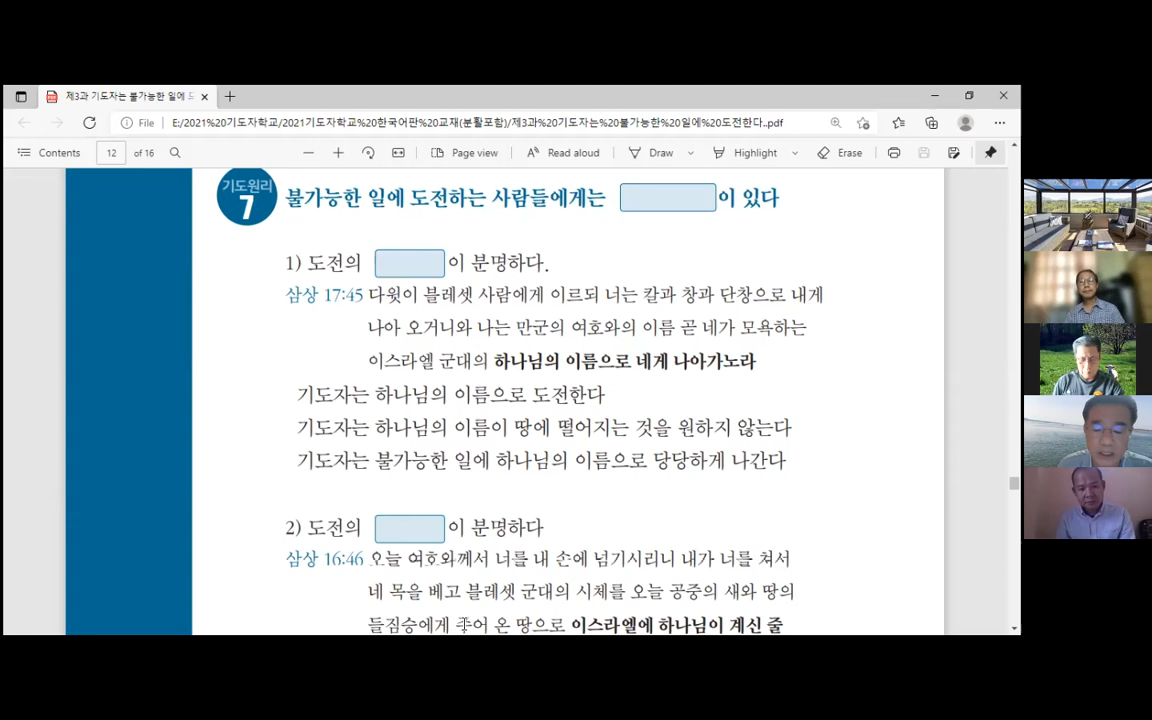 제3과 기도자는 불가능한 일에 도
File
E:/2021%20기도자학교/2021기도자학교%20한국어판%20교재(분활포함)/제3과%20기도자는%20불가능한%20일에%20도전한다..pdf
Contents 12 of 16 Page view Read aloud Draw Highlight Erase
기도원리
7
불가능한 일에 도전하는 사람들에게는 이 있다
1) 도전의 이 분명하다.
삼상 17:45 다윗이 블레셋 사람에게 이르되 너는 칼과 창과 단창으로 내게
나아 오거니와 나는 만군의 여호와의 이름 곧 네가 모욕하는
이스라엘 군대의 하나님의 이름으로 네게 나아가노라
기도자는 하나님의 이름으로 도전한다
기도자는 하나님의 이름이 땅에 떨어지는 것을 원하지 않는다
기도자는 불가능한 일에 하나님의 이름으로 당당하게 나간다
2) 도전의 이 분명하다
삼상 16:46 오늘 여호와께서 너를 내 손에 넘기시리니 내가 너를 쳐서
네 목을 베고 블레셋 군대의 시체를 오늘 공중의 새와 땅의
들짐승에게 주어 온 땅으로 이스라엘에 하나님이 계신 줄